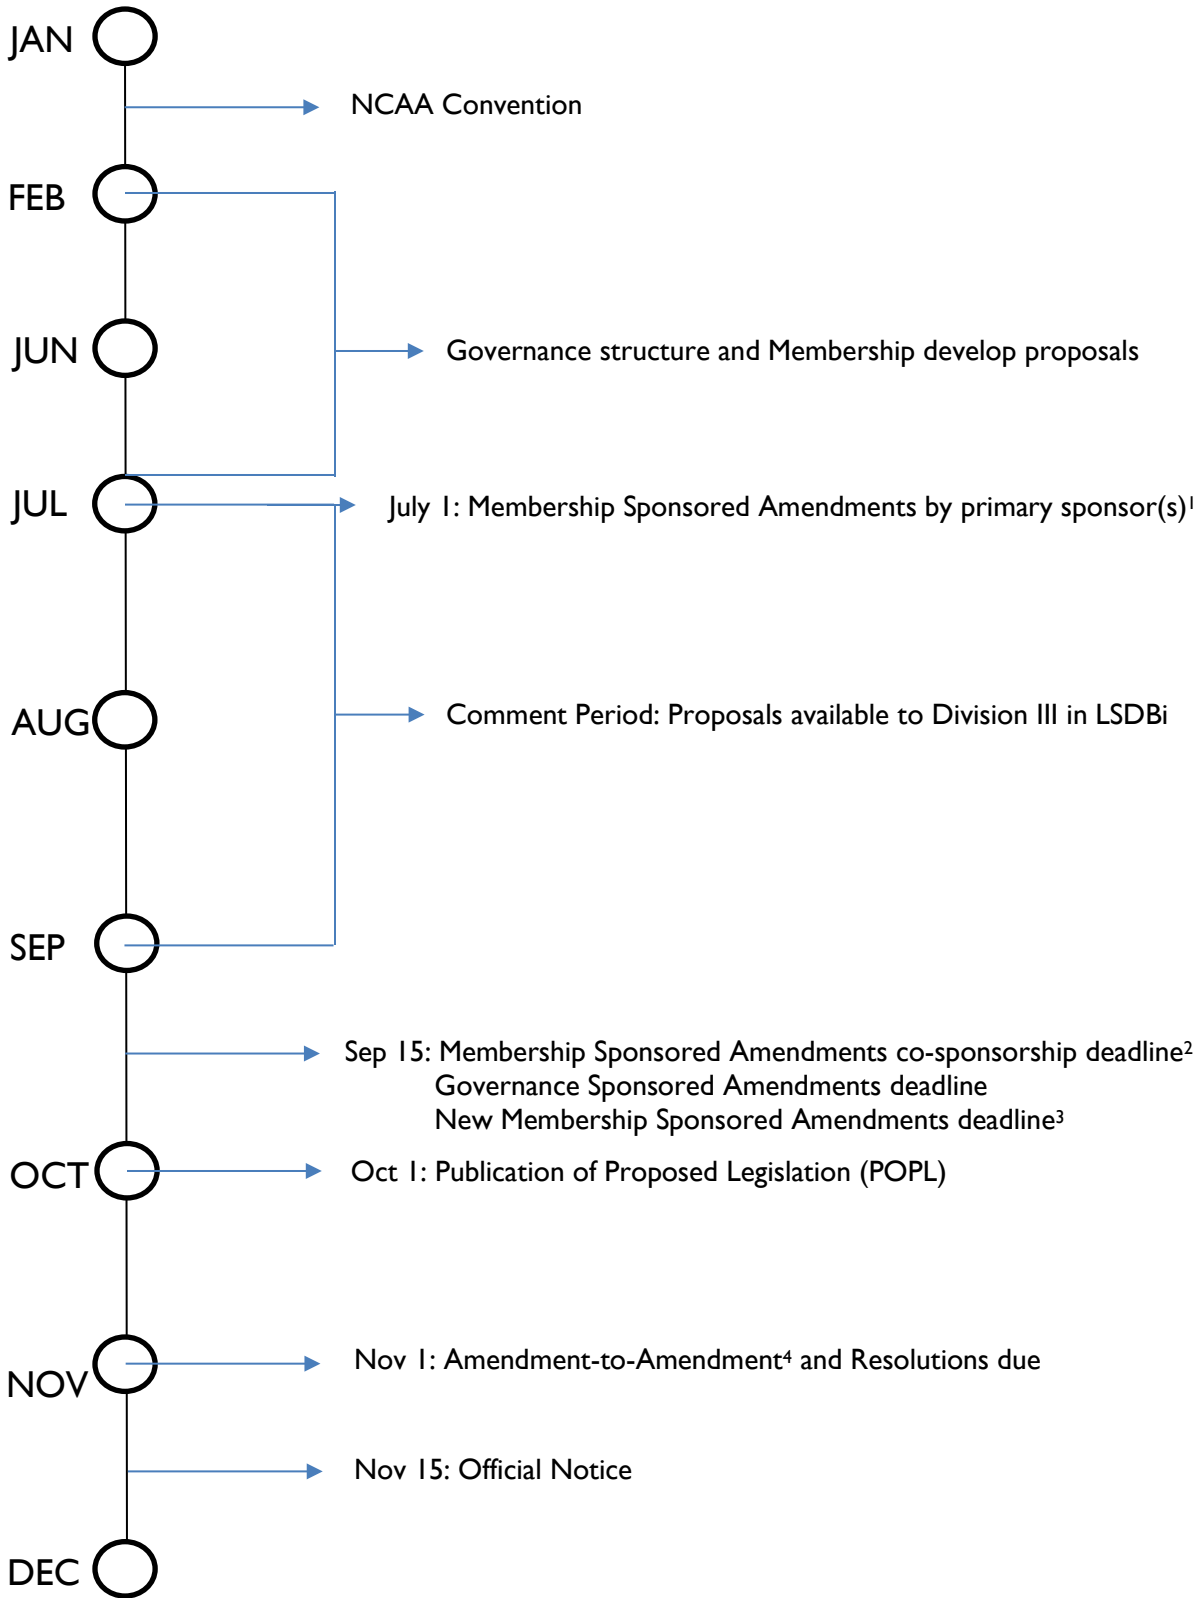 JAN
NCAA Convention
FEB
JUN
Governance structure and Membership develop proposals
JUL
July 1: Membership Sponsored Amendments by primary sponsor(s)¹
AUG
Comment Period: Proposals available to Division III in LSDBi
SEP
Sep 15: Membership Sponsored Amendments co-sponsorship deadline²
Governance Sponsored Amendments deadline
New Membership Sponsored Amendments deadline³
OCT
Oct 1: Publication of Proposed Legislation (POPL)
NOV
Nov 1: Amendment-to-Amendment⁴ and Resolutions due
Nov 15: Official Notice
DEC